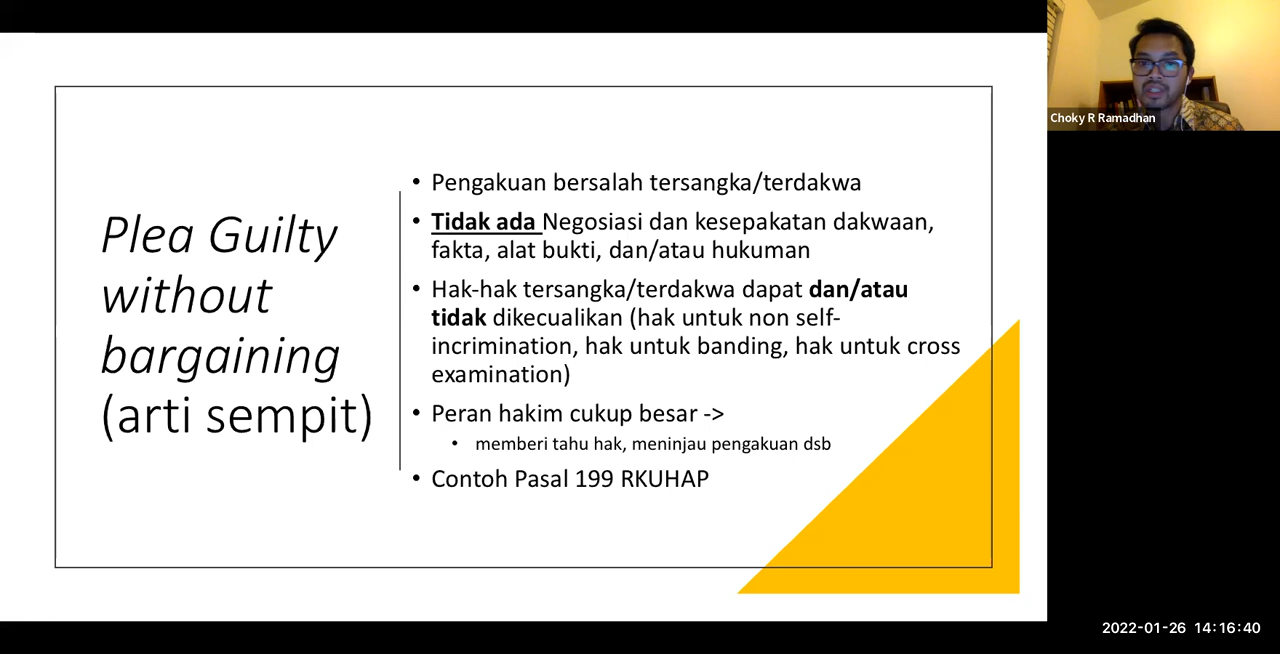 Plea Guilty
without
bargaining
(arti sempit)
• Pengakuan bersalah tersangka/terdakwa
• Tidak ada Negosiasi dan kesepakatan dakwaan,
fakta, alat bukti, dan/atau hukuman
• Hak-hak tersangka/terdakwa dapat dan/atau
tidak dikecualikan (hak untuk non self-
incrimination, hak untuk banding, hak untuk cross
examination)
• Peran hakim cukup besar ->
• memberi tahu hak, meninjau pengakuan dsb
• Contoh Pasal 199 RKUHAP
Choky R Ramadhan
2022-01-26 14:16:40